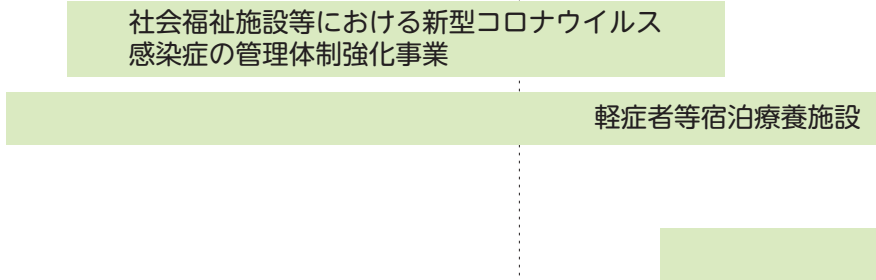 社会福祉施設等における新型コロナウイルス
感染症の管理体制強化事業
軽症者等宿泊療養施設